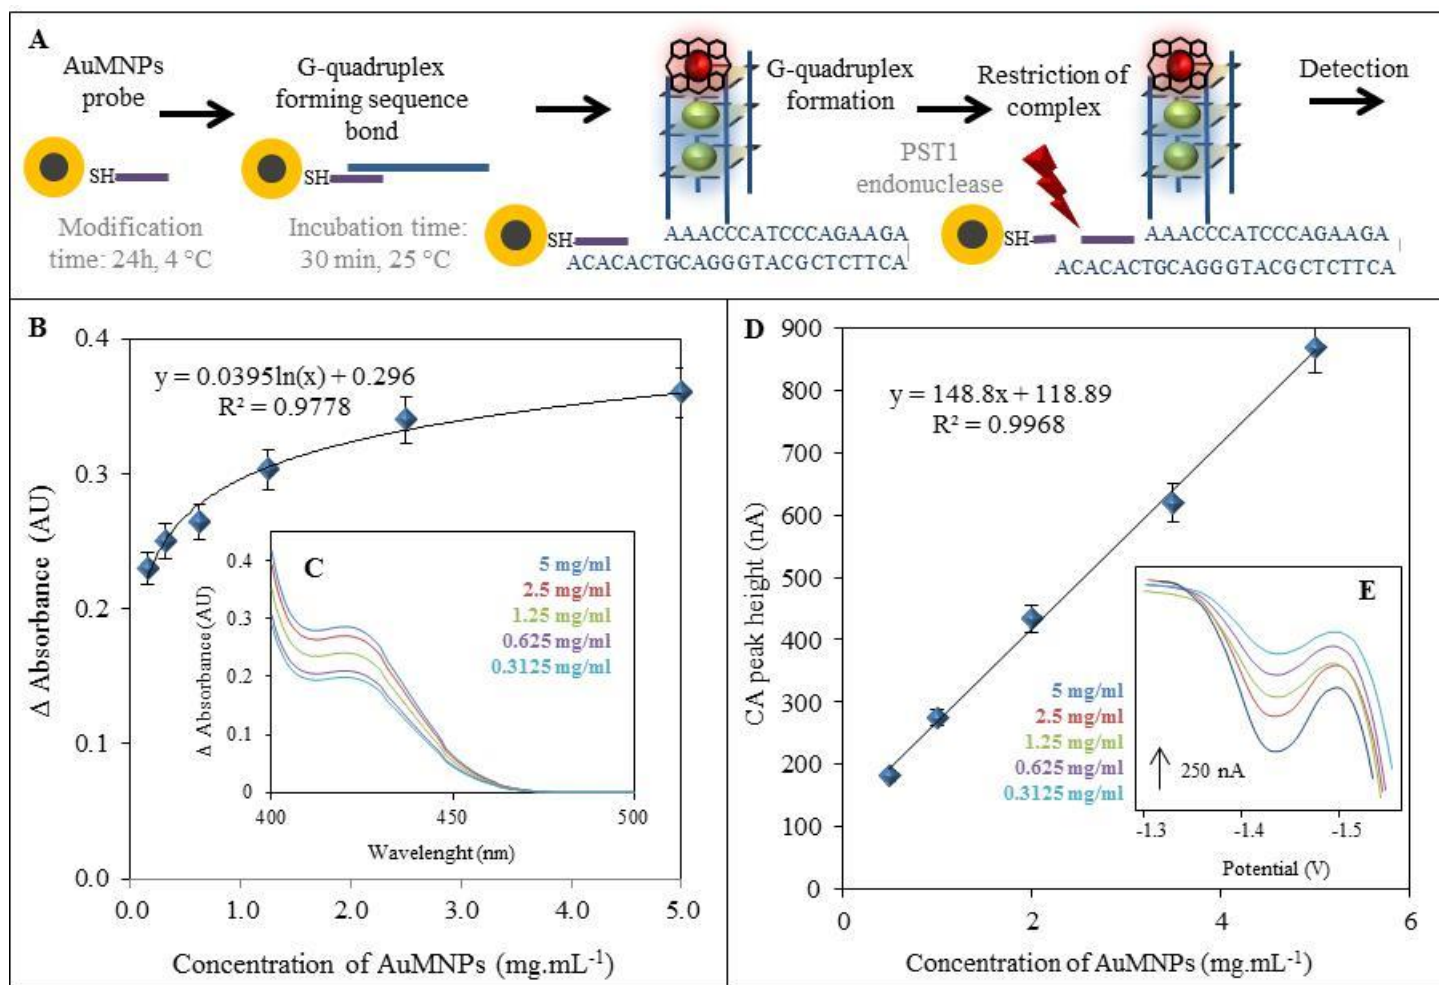 A
AuMNPs
probe
G-quadruplex
forming sequence
bond
G-quadruplex
formation
Restriction of
complex
Detection
PST1
endonuclease
SH
SH
SH
SH
Modification
time: 24h, 4 °C
Incubation time:
30 min, 25 °C
AAACCCATCCCAGAAGA
ACACACTGCAGGGTACGCTCTTCA
AAACCCATCCCAGAAGA
ACACACTGCAGGGTACGCTCTTCA
B
y = 0.0395ln(x) + 0.296
R² = 0.9778
Δ Absorbance (AU)
0.4
0.3
0.2
0.1
0.0
0.0 1.0 2.0 3.0 4.0 5.0
Concentration of AuMNPs (mg.mL-1)
C
Δ Absorbance (AU)
0.4
0.3
0.2
0.1
0
5 mg/ml
2.5 mg/ml
1.25 mg/ml
0.625 mg/ml
0.3125 mg/ml
400 450 500
Wavelenght (nm)
D
y = 148.8x + 118.89
R² = 0.9968
CA peak height (nA)
900
800
700
600
500
400
300
200
100
0
0 2 4 6
Concentration of AuMNPs (mg.mL-1)
E
5 mg/ml
2.5 mg/ml
1.25 mg/ml
0.625 mg/ml
0.3125 mg/ml
250 nA
-1.3 -1.4 -1.5
Potential (V)